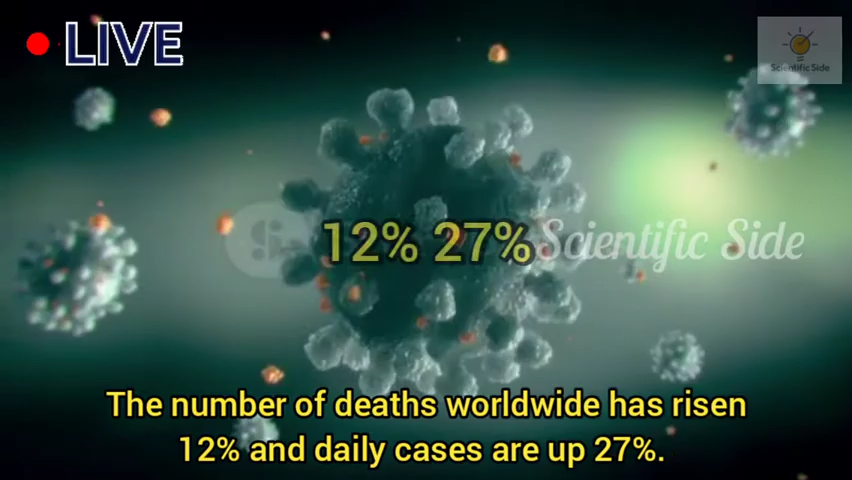 LIVE
Scientific Side
12% 27%
Scientific Side
The number of deaths worldwide has risen
12% and daily cases are up 27%.